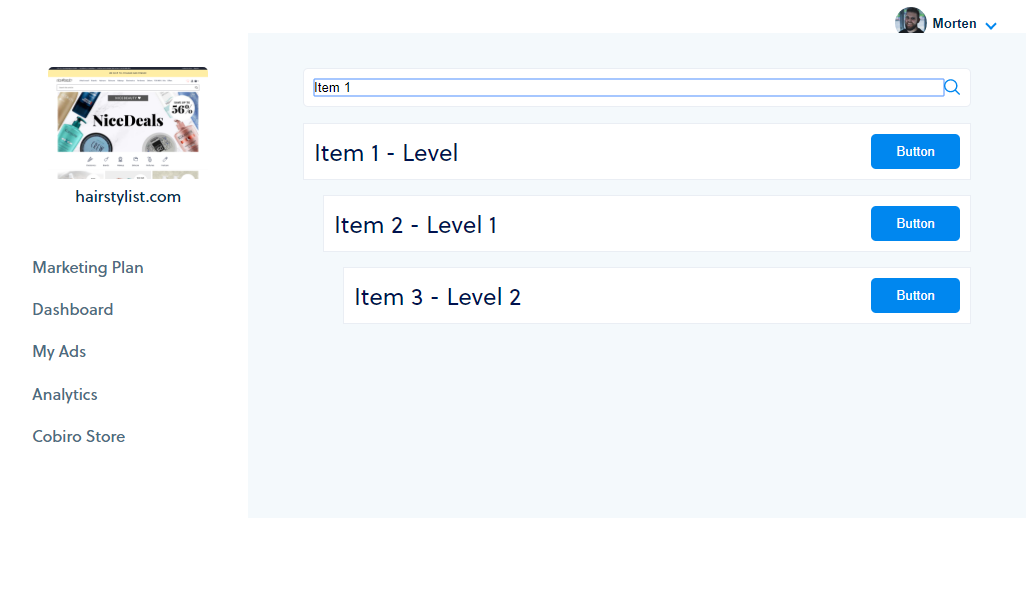 Morten
NiceDeals
56%
hairstylist.com
Marketing Plan
Dashboard
My Ads
Analytics
Cobiro Store
Item 1
Item 1 - Level
Button
Item 2 - Level 1
Button
Item 3 - Level 2
Button